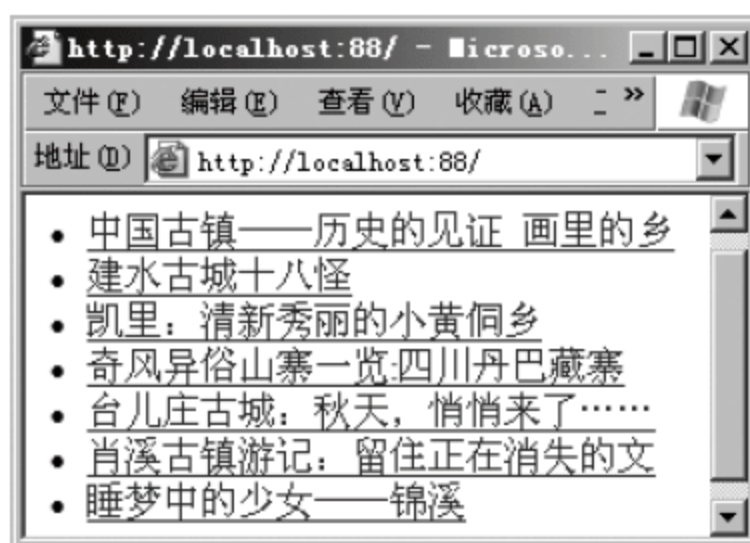 http://localhost:88/ - Microso...
文件(F) 编辑(E) 查看(V) 收藏(A) »
地址(D) http://localhost:88/
中国古镇——历史的见证 画里的乡
建水古城十八怪
凯里：清新秀丽的小黄侗乡
奇风异俗山寨一览:四川丹巴藏寨
台儿庄古城：秋天，悄悄来了……
肖溪古镇游记：留住正在消失的文
睡梦中的少女——锦溪